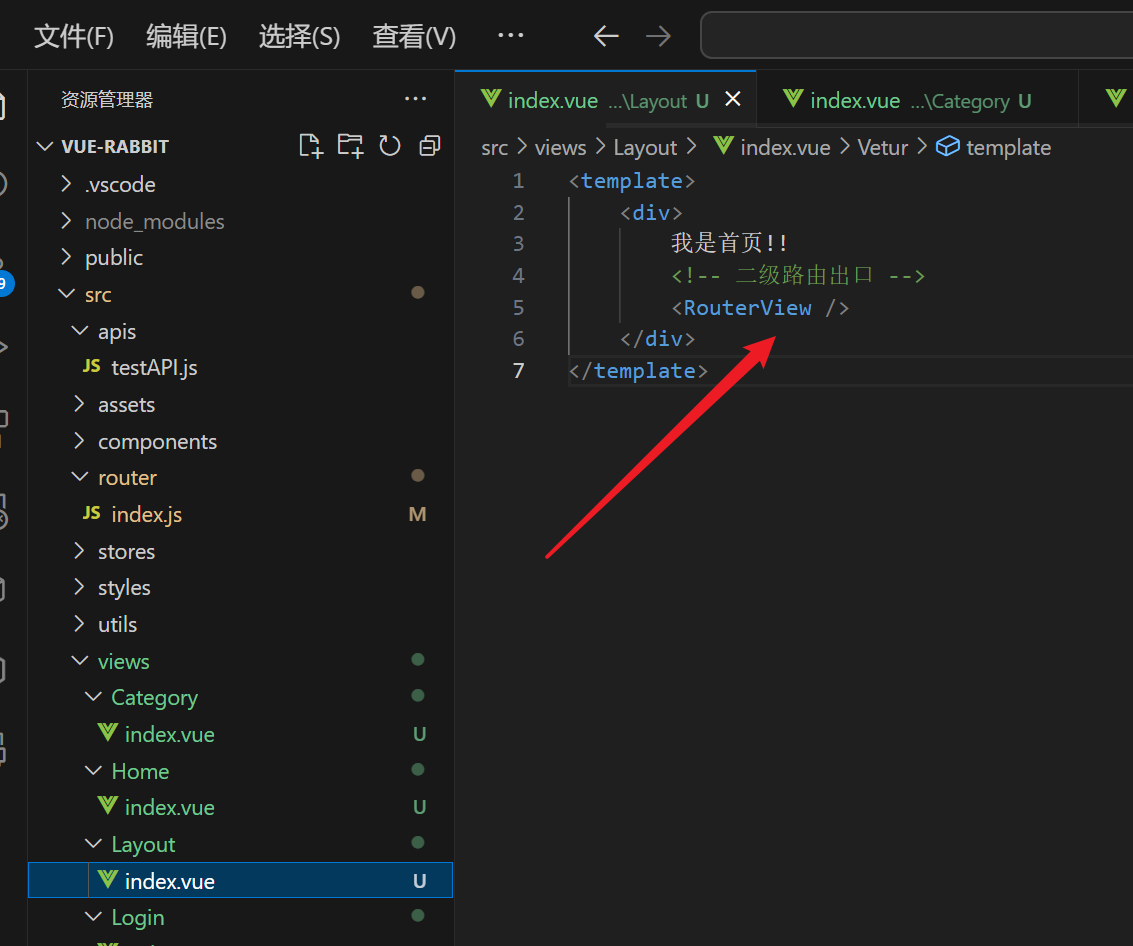 文件(F) 编辑(E) 选择(S) 查看(V) ···
资源管理器 ···
VUE-RABBIT
.vscode
node_modules
public
src
apis
JS testAPI.js
assets
components
router
JS index.js M
stores
styles
utils
views
Category
index.vue U
Home
index.vue U
Layout
index.vue U
Login
index.vue ...\Layout U
index.vue ...\Category U
src > views > Layout > index.vue > Vetur > template
1 <template>
2 <div>
3 我是首页!!
4 <!-- 二级路由出口 -->
5 <RouterView />
6 </div>
7 </template>